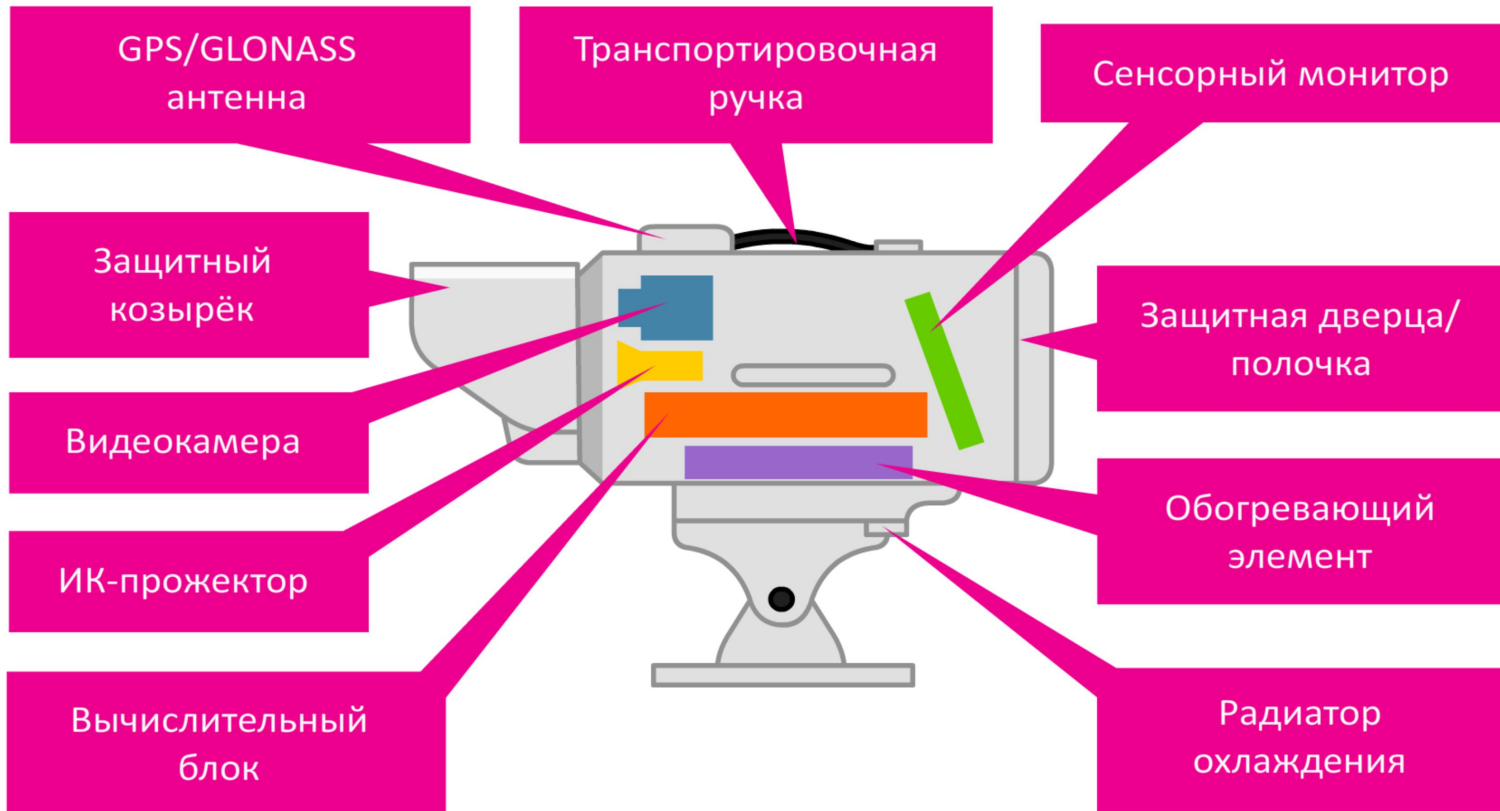 GPS/GLONASS
антенна
Транспортировочная
ручка
Сенсорный монитор
Защитный
козырёк
Защитная дверца/
полочка
Видеокамера
Обогревающий
элемент
ИК-прожектор
Вычислительный
блок
Радиатор
охлаждения